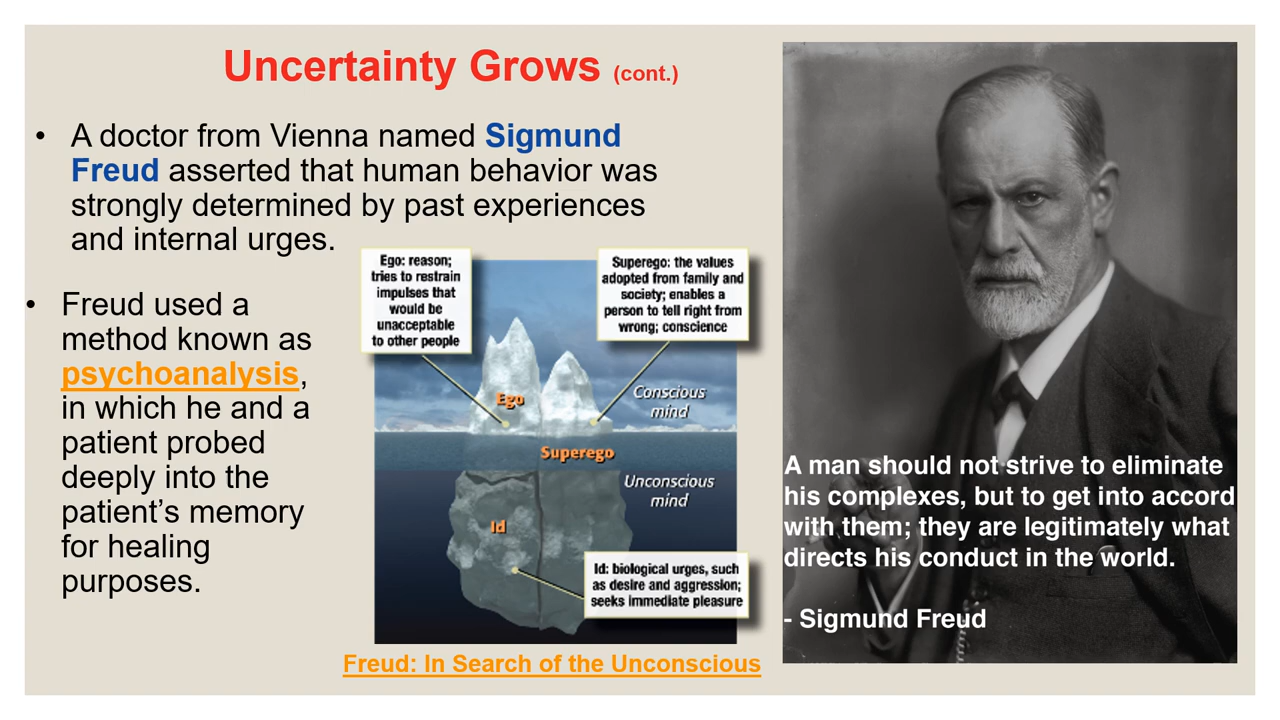 Uncertainty Grows (cont.)
• A doctor from Vienna named Sigmund
Freud asserted that human behavior was
strongly determined by past experiences
and internal urges.
• Freud used a
method known as
psychoanalysis,
in which he and a
patient probed
deeply into the
patient’s memory
for healing
purposes.
Ego: reason;
tries to restrain
impulses that
would be
unacceptable
to other people
Superego: the values
adopted from family and
society; enables a
person to tell right from
wrong; conscience
Ego
Conscious
mind
Superego
Unconscious
mind
Id
Id: biological urges, such
as desire and aggression;
seeks immediate pleasure
Freud: In Search of the Unconscious
A man should not strive to eliminate
his complexes, but to get into accord
with them; they are legitimately what
directs his conduct in the world.
- Sigmund Freud